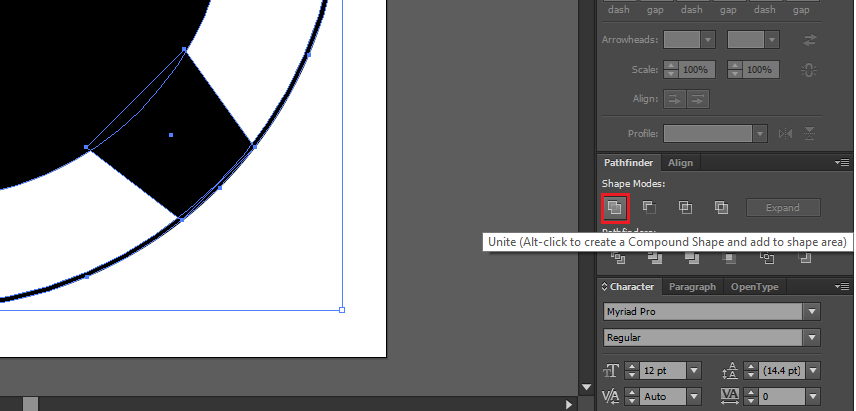 dash gap dash gap dash gap
Arrowheads:
Scale: 100% 100%
Align:
Profile:
Pathfinder Align
Shape Modes:
Expand
Unite (Alt-click to create a Compound Shape and add to shape area)
Character Paragraph OpenType
Myriad Pro
Regular
12 pt (14.4 pt)
Auto 0